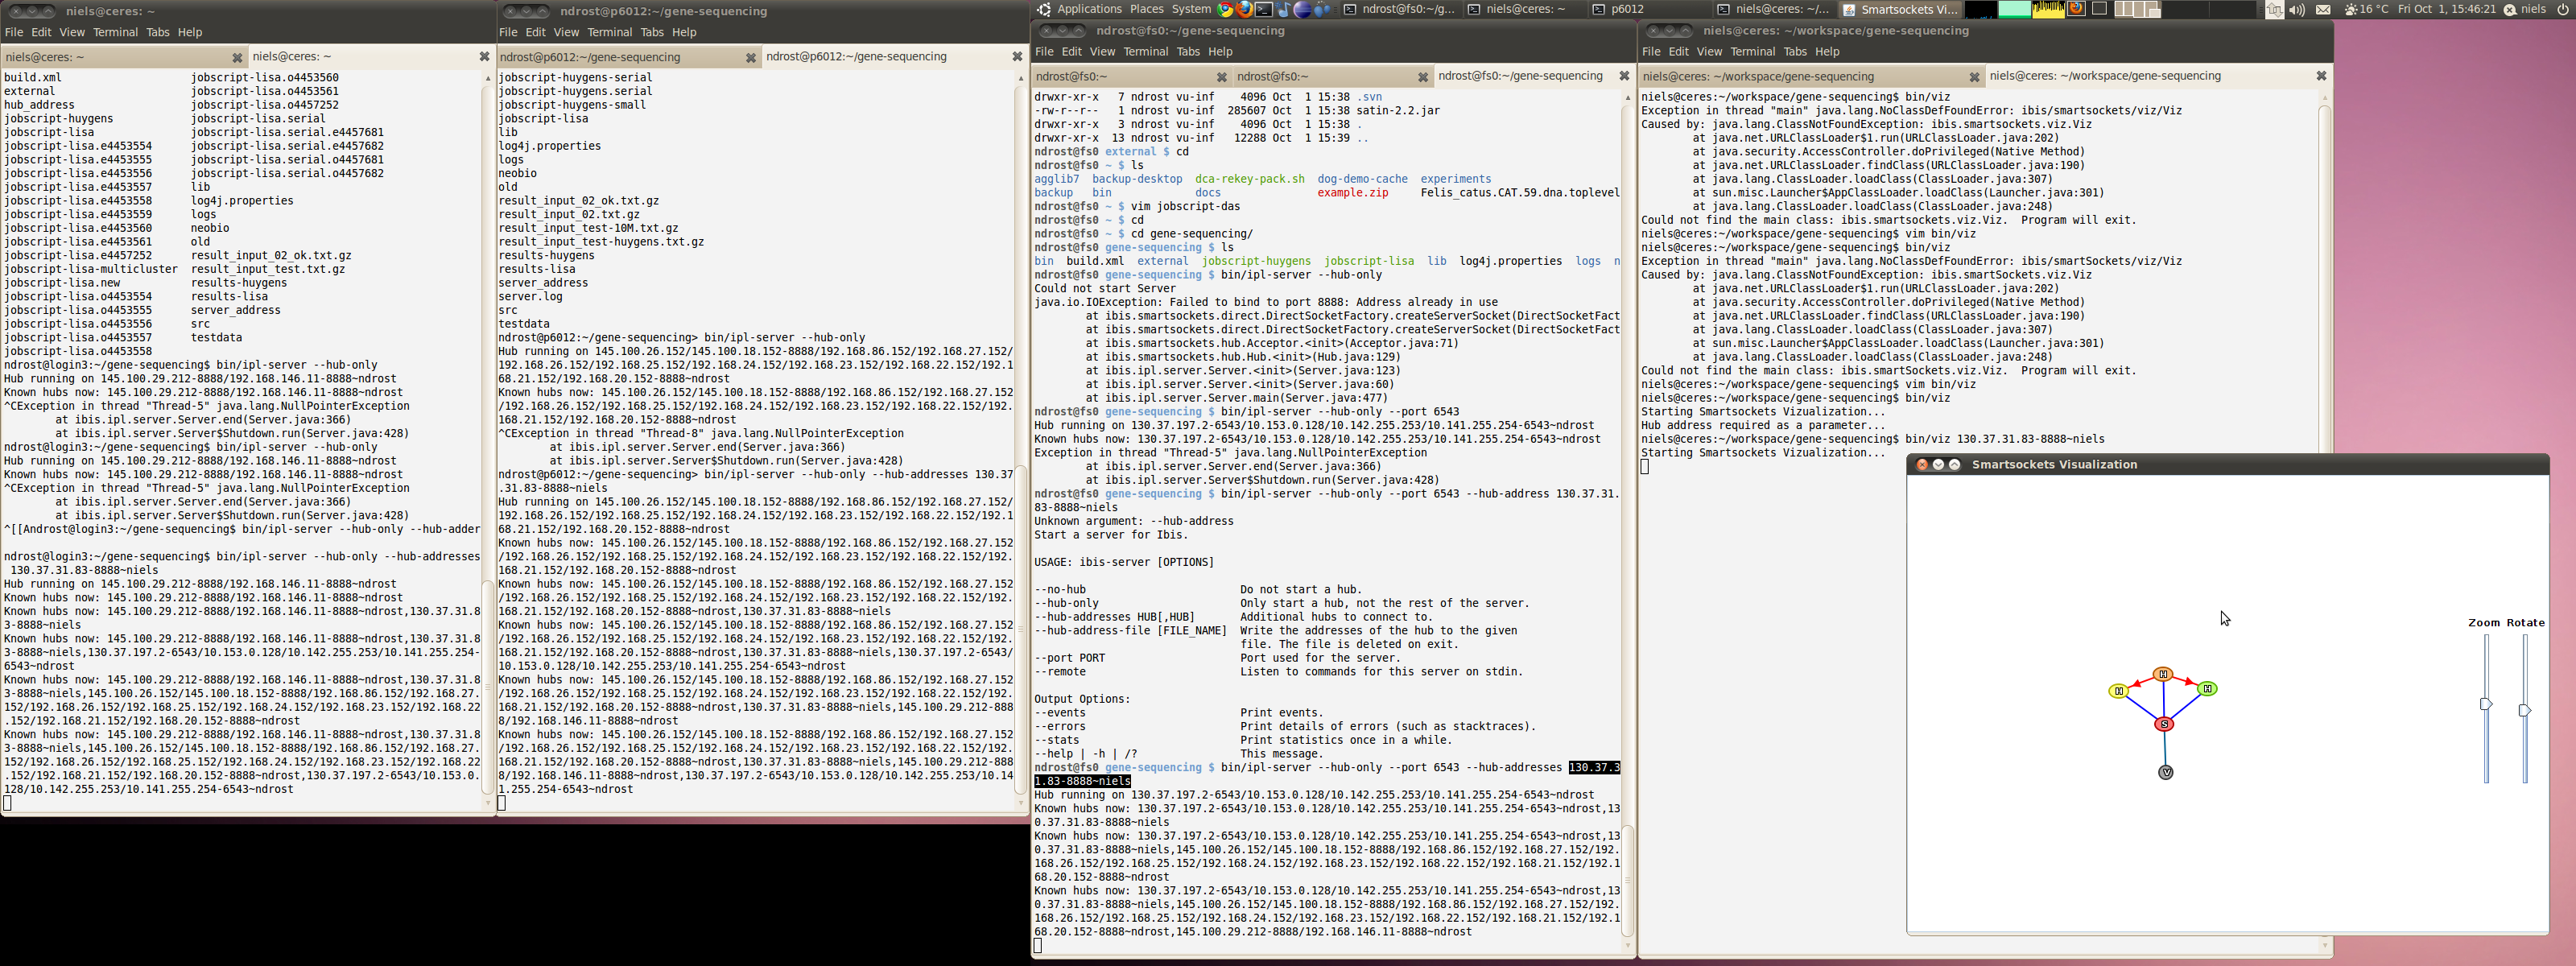 niels@ceres: ~
File Edit View Terminal Tabs Help
niels@ceres: ~
niels@ceres: ~
build.xml jobscript-lisa.o4453560
external jobscript-lisa.o4453561
hub_address jobscript-lisa.o4457252
jobscript-huygens jobscript-lisa.serial
jobscript-lisa jobscript-lisa.serial.e4457681
jobscript-lisa.e4453554 jobscript-lisa.serial.e4457682
jobscript-lisa.e4453555 jobscript-lisa.serial.o4457681
jobscript-lisa.e4453556 jobscript-lisa.serial.o4457682
jobscript-lisa.e4453557 lib
jobscript-lisa.e4453558 log4j.properties
jobscript-lisa.e4453559 logs
jobscript-lisa.e4453560 neobio
jobscript-lisa.e4453561 old
jobscript-lisa.e4457252 result_input_02_ok.txt.gz
jobscript-lisa-multicluster result_input_test.txt.gz
jobscript-lisa.new results-huygens
jobscript-lisa.o4453554 results-lisa
jobscript-lisa.o4453555 server_address
jobscript-lisa.o4453556 src
jobscript-lisa.o4453557 testdata
jobscript-lisa.o4453558
ndrost@login3:~/gene-sequencing$ bin/ipl-server --hub-only
Hub running on 145.100.29.212-8888/192.168.146.11-8888~ndrost
Known hubs now: 145.100.29.212-8888/192.168.146.11-8888~ndrost
^CException in thread "Thread-5" java.lang.NullPointerException
at ibis.ipl.server.Server.end(Server.java:366)
at ibis.ipl.server.Server$Shutdown.run(Server.java:428)
ndrost@login3:~/gene-sequencing$ bin/ipl-server --hub-only
Hub running on 145.100.29.212-8888/192.168.146.11-8888~ndrost
Known hubs now: 145.100.29.212-8888/192.168.146.11-8888~ndrost
^CException in thread "Thread-5" java.lang.NullPointerException
at ibis.ipl.server.Server.end(Server.java:366)
at ibis.ipl.server.Server$Shutdown.run(Server.java:428)
^[[Androst@login3:~/gene-sequencing$ bin/ipl-server --hub-only --hub-adder
ndrost@login3:~/gene-sequencing$ bin/ipl-server --hub-only --hub-addresses
130.37.31.83-8888~niels
Hub running on 145.100.29.212-8888/192.168.146.11-8888~ndrost
Known hubs now: 145.100.29.212-8888/192.168.146.11-8888~ndrost
Known hubs now: 145.100.29.212-8888/192.168.146.11-8888~ndrost,130.37.31.8
3-8888~niels
Known hubs now: 145.100.29.212-8888/192.168.146.11-8888~ndrost,130.37.31.8
3-8888~niels,130.37.197.2-6543/10.153.0.128/10.142.255.253/10.141.255.254-
6543~ndrost
Known hubs now: 145.100.29.212-8888/192.168.146.11-8888~ndrost,130.37.31.8
3-8888~niels,145.100.26.152/145.100.18.152-8888/192.168.86.152/192.168.27.
152/192.168.26.152/192.168.25.152/192.168.24.152/192.168.23.152/192.168.22
.152/192.168.21.152/192.168.20.152-8888~ndrost
Known hubs now: 145.100.29.212-8888/192.168.146.11-8888~ndrost,130.37.31.8
3-8888~niels,145.100.26.152/145.100.18.152-8888/192.168.86.152/192.168.27.
152/192.168.26.152/192.168.25.152/192.168.24.152/192.168.23.152/192.168.22
.152/192.168.21.152/192.168.20.152-8888~ndrost,130.37.197.2-6543/10.153.0.
128/10.142.255.253/10.141.255.254-6543~ndrost
ndrost@p6012:~/gene-sequencing
File Edit View Terminal Tabs Help
ndrost@p6012:~/gene-sequencing
ndrost@p6012:~/gene-sequencing
jobscript-huygens-serial
jobscript-huygens.serial
jobscript-huygens-small
jobscript-lisa
lib
log4j.properties
logs
neobio
old
result_input_02_ok.txt.gz
result_input_02.txt.gz
result_input_test-10M.txt.gz
result_input_test-huygens.txt.gz
results-huygens
results-lisa
server_address
server.log
src
testdata
ndrost@p6012:~/gene-sequencing> bin/ipl-server --hub-only
Hub running on 145.100.26.152/145.100.18.152-8888/192.168.86.152/192.168.27.152/
192.168.26.152/192.168.25.152/192.168.24.152/192.168.23.152/192.168.22.152/192.1
68.21.152/192.168.20.152-8888~ndrost
Known hubs now: 145.100.26.152/145.100.18.152-8888/192.168.86.152/192.168.27.152
/192.168.26.152/192.168.25.152/192.168.24.152/192.168.23.152/192.168.22.152/192.
168.21.152/192.168.20.152-8888~ndrost
^CException in thread "Thread-8" java.lang.NullPointerException
at ibis.ipl.server.Server.end(Server.java:366)
at ibis.ipl.server.Server$Shutdown.run(Server.java:428)
ndrost@p6012:~/gene-sequencing> bin/ipl-server --hub-only --hub-addresses 130.37
.31.83-8888~niels
Hub running on 145.100.26.152/145.100.18.152-8888/192.168.86.152/192.168.27.152/
192.168.26.152/192.168.25.152/192.168.24.152/192.168.23.152/192.168.22.152/192.1
68.21.152/192.168.20.152-8888~ndrost
Known hubs now: 145.100.26.152/145.100.18.152-8888/192.168.86.152/192.168.27.152
/192.168.26.152/192.168.25.152/192.168.24.152/192.168.23.152/192.168.22.152/192.
168.21.152/192.168.20.152-8888~ndrost
Known hubs now: 145.100.26.152/145.100.18.152-8888/192.168.86.152/192.168.27.152
/192.168.26.152/192.168.25.152/192.168.24.152/192.168.23.152/192.168.22.152/192.
168.21.152/192.168.20.152-8888~ndrost,130.37.31.83-8888~niels
Known hubs now: 145.100.26.152/145.100.18.152-8888/192.168.86.152/192.168.27.152
/192.168.26.152/192.168.25.152/192.168.24.152/192.168.23.152/192.168.22.152/192.
168.21.152/192.168.20.152-8888~ndrost,130.37.31.83-8888~niels,130.37.197.2-6543/
10.153.0.128/10.142.255.253/10.141.255.254-6543~ndrost
Known hubs now: 145.100.26.152/145.100.18.152-8888/192.168.86.152/192.168.27.152
/192.168.26.152/192.168.25.152/192.168.24.152/192.168.23.152/192.168.22.152/192.
168.21.152/192.168.20.152-8888~ndrost,130.37.31.83-8888~niels,145.100.29.212-888
8/192.168.146.11-8888~ndrost
Known hubs now: 145.100.26.152/145.100.18.152-8888/192.168.86.152/192.168.27.152
/192.168.26.152/192.168.25.152/192.168.24.152/192.168.23.152/192.168.22.152/192.
168.21.152/192.168.20.152-8888~ndrost,130.37.31.83-8888~niels,145.100.29.212-888
8/192.168.146.11-8888~ndrost,130.37.197.2-6543/10.153.0.128/10.142.255.253/10.14
1.255.254-6543~ndrost
Applications Places System ndrost@fs0:~/g... niels@ceres: ~ p6012 niels@ceres: ~/... Smartsockets Vi... 16 °C Fri Oct 1, 15:46:21 niels
ndrost@fs0:~/gene-sequencing
File Edit View Terminal Tabs Help
ndrost@fs0:~
ndrost@fs0:~
ndrost@fs0:~/gene-sequencing
drwxr-xr-x 7 ndrost vu-inf 4096 Oct 1 15:38 .svn
-rw-r--r-- 1 ndrost vu-inf 285607 Oct 1 15:38 satin-2.2.jar
drwxr-xr-x 3 ndrost vu-inf 4096 Oct 1 15:38 .
drwxr-xr-x 13 ndrost vu-inf 12288 Oct 1 15:39 ..
ndrost@fs0 external $ cd
ndrost@fs0 ~ $ ls
agglib7 backup-desktop dca-rekey-pack.sh dog-demo-cache experiments
backup bin docs example.zip Felis_catus.CAT.59.dna.toplevel
ndrost@fs0 ~ $ vim jobscript-das
ndrost@fs0 ~ $ cd
ndrost@fs0 ~ $ cd gene-sequencing/
ndrost@fs0 gene-sequencing $ ls
bin build.xml external jobscript-huygens jobscript-lisa lib log4j.properties logs n
ndrost@fs0 gene-sequencing $ bin/ipl-server --hub-only
Could not start Server
java.io.IOException: Failed to bind to port 8888: Address already in use
at ibis.smartsockets.direct.DirectSocketFactory.createServerSocket(DirectSocketFact
at ibis.smartsockets.direct.DirectSocketFactory.createServerSocket(DirectSocketFact
at ibis.smartsockets.hub.Acceptor.<init>(Acceptor.java:71)
at ibis.smartsockets.hub.Hub.<init>(Hub.java:129)
at ibis.ipl.server.Server.<init>(Server.java:123)
at ibis.ipl.server.Server.<init>(Server.java:60)
at ibis.ipl.server.Server.main(Server.java:477)
ndrost@fs0 gene-sequencing $ bin/ipl-server --hub-only --port 6543
Hub running on 130.37.197.2-6543/10.153.0.128/10.142.255.253/10.141.255.254-6543~ndrost
Known hubs now: 130.37.197.2-6543/10.153.0.128/10.142.255.253/10.141.255.254-6543~ndrost
Exception in thread "Thread-5" java.lang.NullPointerException
at ibis.ipl.server.Server.end(Server.java:366)
at ibis.ipl.server.Server$Shutdown.run(Server.java:428)
ndrost@fs0 gene-sequencing $ bin/ipl-server --hub-only --port 6543 --hub-address 130.37.31.
83-8888~niels
Unknown argument: --hub-address
Start a server for Ibis.
USAGE: ibis-server [OPTIONS]
--no-hub Do not start a hub.
--hub-only Only start a hub, not the rest of the server.
--hub-addresses HUB[,HUB] Additional hubs to connect to.
--hub-address-file [FILE_NAME] Write the addresses of the hub to the given
file. The file is deleted on exit.
--port PORT Port used for the server.
--remote Listen to commands for this server on stdin.
Output Options:
--events Print events.
--errors Print details of errors (such as stacktraces).
--stats Print statistics once in a while.
--help | -h | /? This message.
ndrost@fs0 gene-sequencing $ bin/ipl-server --hub-only --port 6543 --hub-addresses 130.37.3
1.83-8888~niels
Hub running on 130.37.197.2-6543/10.153.0.128/10.142.255.253/10.141.255.254-6543~ndrost
Known hubs now: 130.37.197.2-6543/10.153.0.128/10.142.255.253/10.141.255.254-6543~ndrost,13
0.37.31.83-8888~niels
Known hubs now: 130.37.197.2-6543/10.153.0.128/10.142.255.253/10.141.255.254-6543~ndrost,13
0.37.31.83-8888~niels,145.100.26.152/145.100.18.152-8888/192.168.86.152/192.168.27.152/192.
168.26.152/192.168.25.152/192.168.24.152/192.168.23.152/192.168.22.152/192.168.21.152/192.1
68.20.152-8888~ndrost
Known hubs now: 130.37.197.2-6543/10.153.0.128/10.142.255.253/10.141.255.254-6543~ndrost,13
0.37.31.83-8888~niels,145.100.26.152/145.100.18.152-8888/192.168.86.152/192.168.27.152/192.
168.26.152/192.168.25.152/192.168.24.152/192.168.23.152/192.168.22.152/192.168.21.152/192.1
68.20.152-8888~ndrost,145.100.29.212-8888/192.168.146.11-8888~ndrost
niels@ceres: ~/workspace/gene-sequencing
File Edit View Terminal Tabs Help
niels@ceres: ~/workspace/gene-sequencing
niels@ceres: ~/workspace/gene-sequencing
niels@ceres:~/workspace/gene-sequencing$ bin/viz
Exception in thread "main" java.lang.NoClassDefFoundError: ibis/smartsockets/viz/Viz
Caused by: java.lang.ClassNotFoundException: ibis.smartsockets.viz.Viz
at java.net.URLClassLoader$1.run(URLClassLoader.java:202)
at java.security.AccessController.doPrivileged(Native Method)
at java.net.URLClassLoader.findClass(URLClassLoader.java:190)
at java.lang.ClassLoader.loadClass(ClassLoader.java:307)
at sun.misc.Launcher$AppClassLoader.loadClass(Launcher.java:301)
at java.lang.ClassLoader.loadClass(ClassLoader.java:248)
Could not find the main class: ibis.smartsockets.viz.Viz. Program will exit.
niels@ceres:~/workspace/gene-sequencing$ vim bin/viz
niels@ceres:~/workspace/gene-sequencing$ bin/viz
Exception in thread "main" java.lang.NoClassDefFoundError: ibis/smartSockets/viz/Viz
Caused by: java.lang.ClassNotFoundException: ibis.smartSockets.viz.Viz
at java.net.URLClassLoader$1.run(URLClassLoader.java:202)
at java.security.AccessController.doPrivileged(Native Method)
at java.net.URLClassLoader.findClass(URLClassLoader.java:190)
at java.lang.ClassLoader.loadClass(ClassLoader.java:307)
at sun.misc.Launcher$AppClassLoader.loadClass(Launcher.java:301)
at java.lang.ClassLoader.loadClass(ClassLoader.java:248)
Could not find the main class: ibis.smartSockets.viz.Viz. Program will exit.
niels@ceres:~/workspace/gene-sequencing$ vim bin/viz
niels@ceres:~/workspace/gene-sequencing$ bin/viz
Starting Smartsockets Vizualization...
Hub address required as a parameter...
niels@ceres:~/workspace/gene-sequencing$ bin/viz 130.37.31.83-8888~niels
Starting Smartsockets Vizualization...
Smartsockets Visualization
Zoom Rotate
H
H
H
S
V